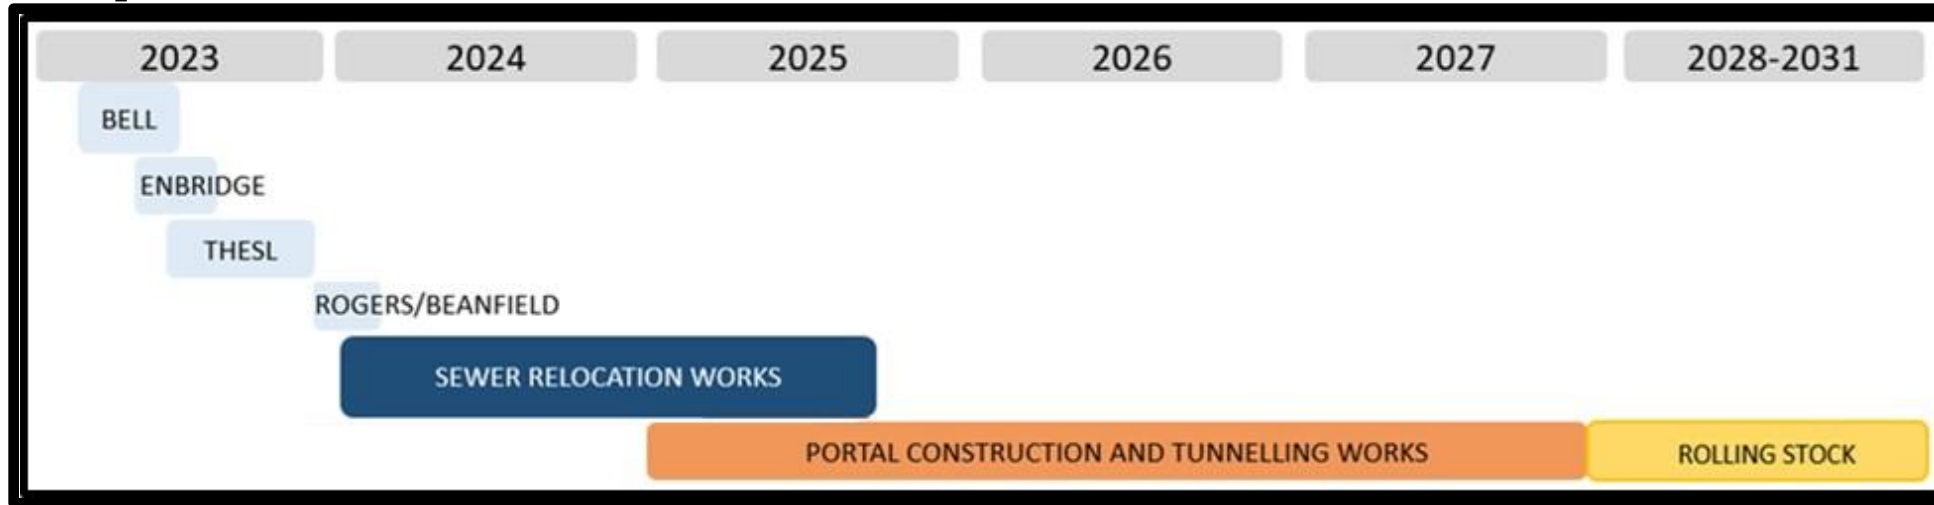 2023 2024 2025 2026 2027 2028-2031
BELL
ENBRIDGE
THESL
ROGERS/BEANFIELD
SEWER RELOCATION WORKS
PORTAL CONSTRUCTION AND TUNNELLING WORKS ROLLING STOCK